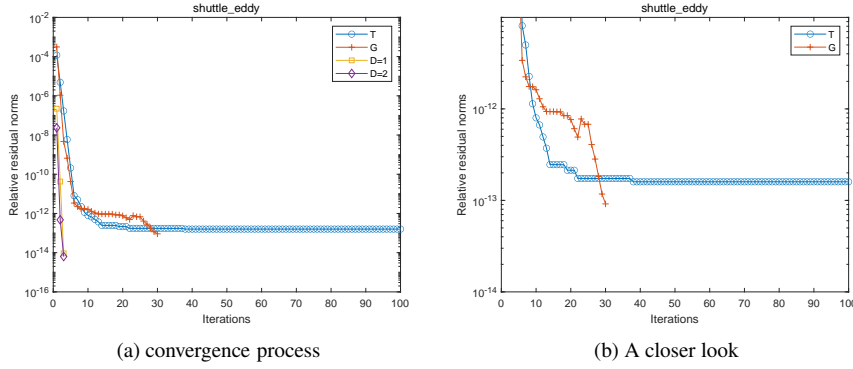 shuttle_eddy
10^-2
10^-4
10^-6
10^-8
10^-10
10^-12
10^-14
10^-16
Relative residual norms
0 10 20 30 40 50 60 70 80 90 100
Iterations
T
G
D=1
D=2
(a) convergence process
shuttle_eddy
10^-12
10^-13
10^-14
Relative residual norms
0 10 20 30 40 50 60 70 80 90 100
Iterations
T
G
(b) A closer look